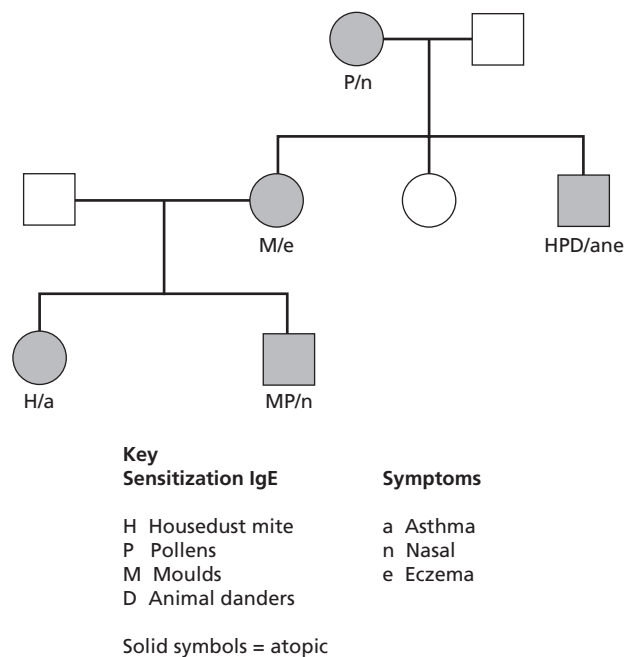 P/n
M/e
HPD/ane
H/a
MP/n
Key
Sensitization IgE Symptoms
H Housedust mite a Asthma
P Pollens n Nasal
M Moulds e Eczema
D Animal danders
Solid symbols = atopic